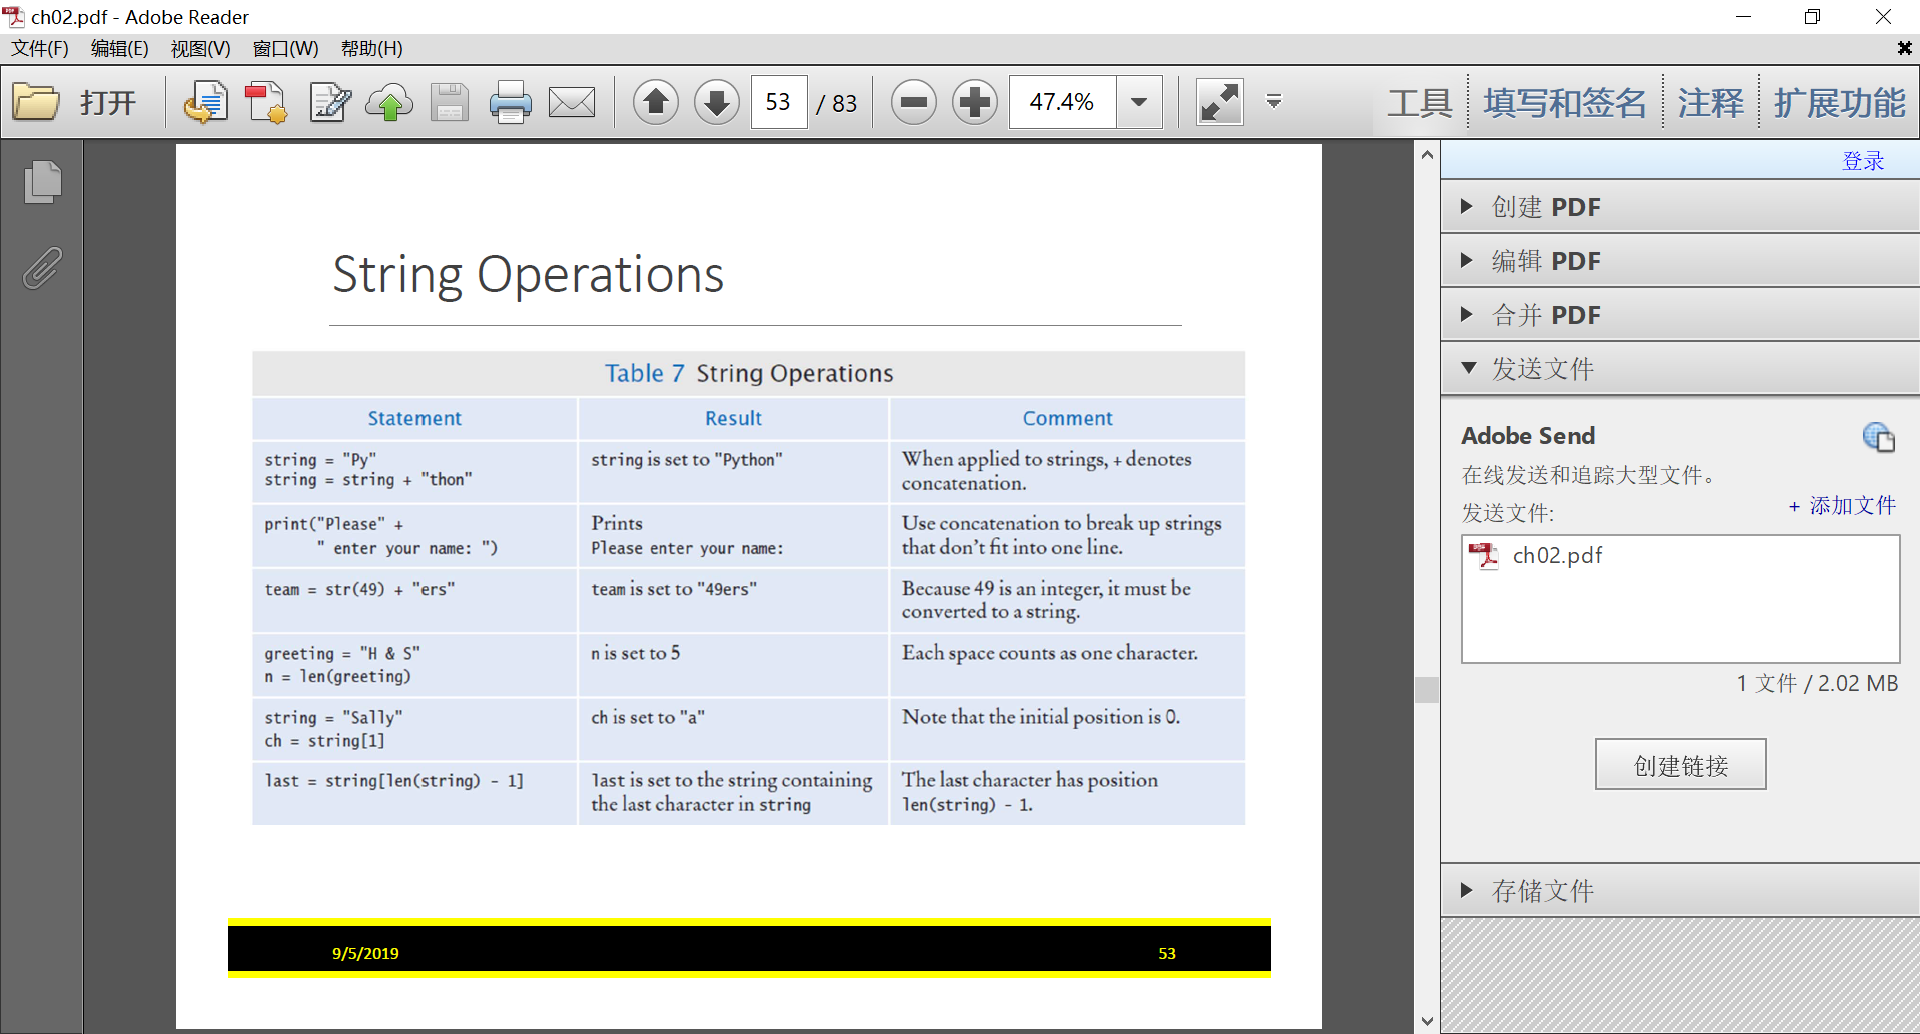 ch02.pdf - Adobe Reader
文件(F) 编辑(E) 视图(V) 窗口(W) 帮助(H)
打开 53 / 83 47.4% 工具 填写和签名 注释 扩展功能
String Operations
Table 7 String Operations
Statement Result Comment
string = "Py"
string = string + "thon"
string is set to "Python"
When applied to strings, + denotes
concatenation.
print("Please" +
" enter your name: ")
Prints
Please enter your name:
Use concatenation to break up strings
that don't fit into one line.
team = str(49) + "ers"
team is set to "49ers"
Because 49 is an integer, it must be
converted to a string.
greeting = "H & S"
n = len(greeting)
n is set to 5
Each space counts as one character.
string = "Sally"
ch = string[1]
ch is set to "a"
Note that the initial position is 0.
last = string[len(string) - 1]
last is set to the string containing
the last character in string
The last character has position
len(string) - 1.
9/5/2019 53
登录
创建 PDF
编辑 PDF
合并 PDF
发送文件
Adobe Send
在线发送和追踪大型文件。
发送文件:
+ 添加文件
ch02.pdf
1 文件 / 2.02 MB
创建链接
存储文件